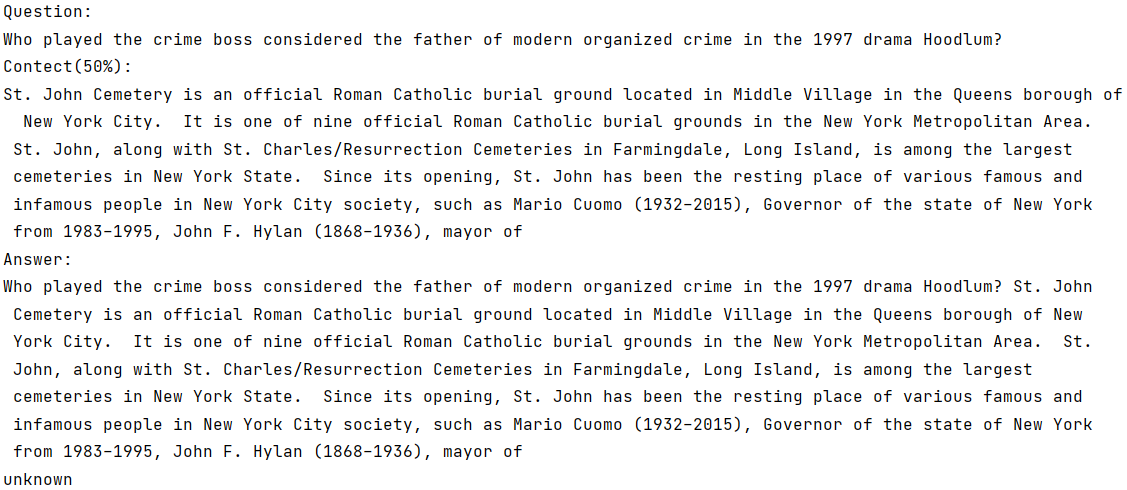 Question:
Who played the crime boss considered the father of modern organized crime in the 1997 drama Hoodlum?
Contect(50%):
St. John Cemetery is an official Roman Catholic burial ground located in Middle Village in the Queens borough of
New York City.  It is one of nine official Roman Catholic burial grounds in the New York Metropolitan Area.
St. John, along with St. Charles/Resurrection Cemeteries in Farmingdale, Long Island, is among the largest
cemeteries in New York State.  Since its opening, St. John has been the resting place of various famous and
infamous people in New York City society, such as Mario Cuomo (1932–2015), Governor of the state of New York
from 1983–1995, John F. Hylan (1868–1936), mayor of
Answer:
Who played the crime boss considered the father of modern organized crime in the 1997 drama Hoodlum? St. John
Cemetery is an official Roman Catholic burial ground located in Middle Village in the Queens borough of New
York City.  It is one of nine official Roman Catholic burial grounds in the New York Metropolitan Area.  St.
John, along with St. Charles/Resurrection Cemeteries in Farmingdale, Long Island, is among the largest
cemeteries in New York State.  Since its opening, St. John has been the resting place of various famous and
infamous people in New York City society, such as Mario Cuomo (1932–2015), Governor of the state of New York
from 1983–1995, John F. Hylan (1868–1936), mayor of
unknown